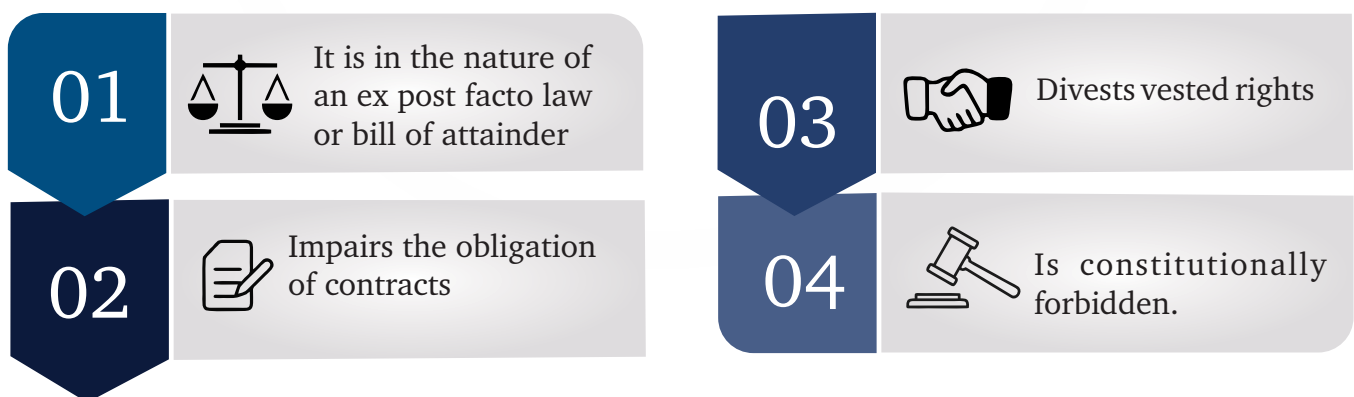 01
It is in the nature of
an ex post facto law
or bill of attainder
02
Impairs the obligation
of contracts
03
Divests vested rights
04
Is constitutionally
forbidden.